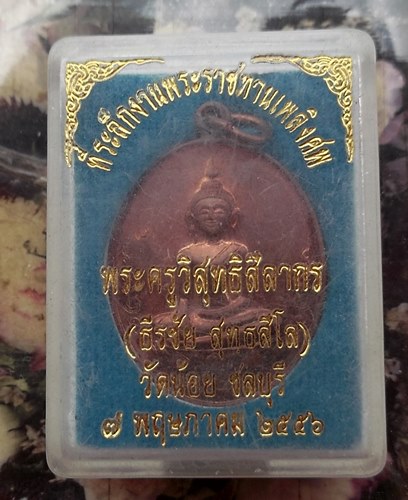 ที่ระลึกงานพระราชทานเพลิงศพ
พระครูวิสุทธิสีลากร
(ธีรชัย สุทธสีโล)
วัดน้อย ชลบุรี
๗ พฤษภาคม ๒๕๕๖